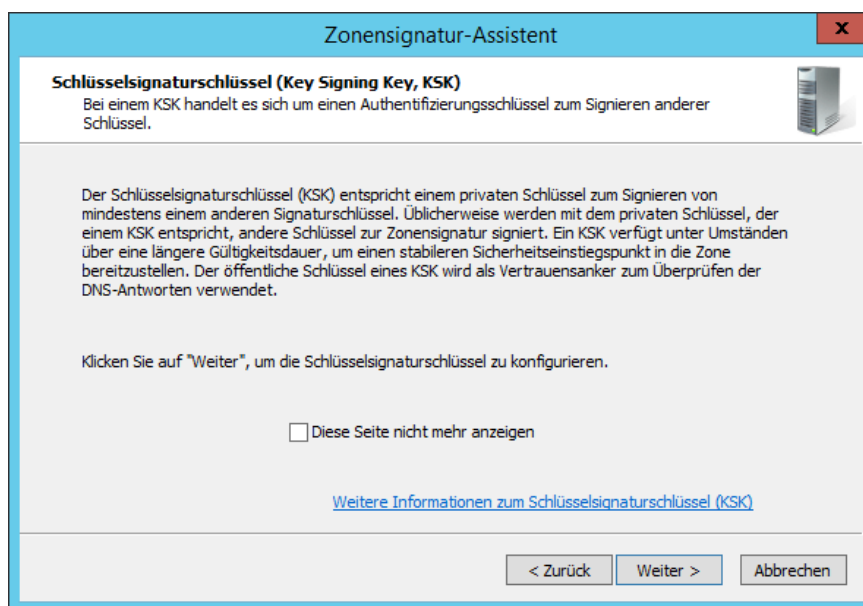 Zonensignatur-Assistent
x
Schlüsselsignaturschlüssel (Key Signing Key, KSK)
Bei einem KSK handelt es sich um einen Authentifizierungsschlüssel zum Signieren anderer
Schlüssel.
Der Schlüsselsignaturschlüssel (KSK) entspricht einem privaten Schlüssel zum Signieren von
mindestens einem anderen Signaturschlüssel. Üblicherweise werden mit dem privaten Schlüssel, der
einem KSK entspricht, andere Schlüssel zur Zonensignatur signiert. Ein KSK verfügt unter Umständen
über eine längere Gültigkeitsdauer, um einen stabileren Sicherheitseinstiegspunkt in die Zone
bereitzustellen. Der öffentliche Schlüssel eines KSK wird als Vertrauensanker zum Überprüfen der
DNS-Antworten verwendet.
Klicken Sie auf "Weiter", um die Schlüsselsignaturschlüssel zu konfigurieren.
Diese Seite nicht mehr anzeigen
Weitere Informationen zum Schlüsselsignaturschlüssel (KSK)
< Zurück Weiter > Abbrechen